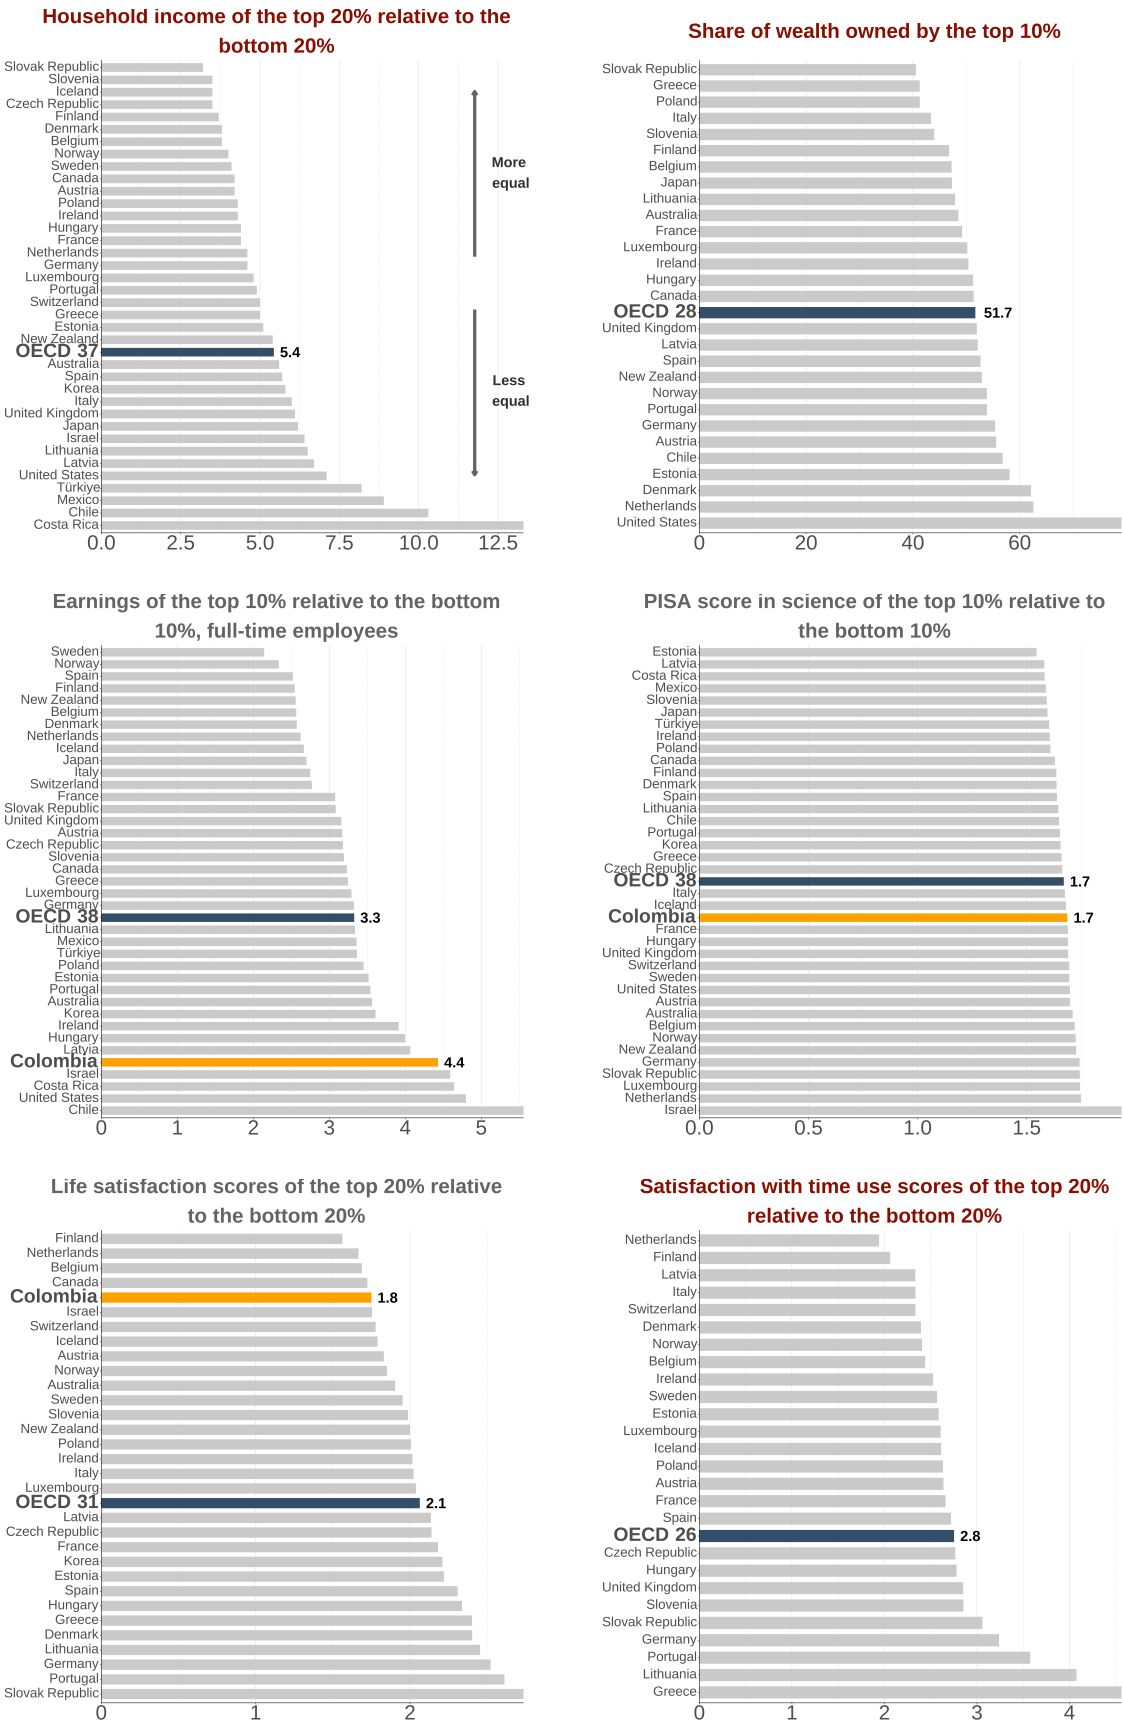 Household income of the top 20% relative to the
bottom 20%
Slovak Republic
Slovenia
Iceland
Czech Republic
Finland
Denmark
Belgium
Norway
Sweden
Canada
Austria
Poland
Ireland
Hungary
France
Netherlands
Germany
Luxembourg
Portugal
Switzerland
Greece
Estonia
New Zealand
OECD 37
5.4
Australia
Spain
Korea
Italy
United Kingdom
Japan
Israel
Lithuania
Latvia
United States
Türkiye
Mexico
Chile
Costa Rica
More
equal
Less
equal
0.0 2.5 5.0 7.5 10.0 12.5
Share of wealth owned by the top 10%
Slovak Republic
Greece
Poland
Italy
Slovenia
Finland
Belgium
Japan
Lithuania
Australia
France
Luxembourg
Ireland
Hungary
Canada
OECD 28
51.7
United Kingdom
Latvia
Spain
New Zealand
Norway
Portugal
Germany
Austria
Chile
Estonia
Denmark
Netherlands
United States
0 20 40 60
Earnings of the top 10% relative to the bottom
10%, full-time employees
Sweden
Norway
Spain
Finland
New Zealand
Belgium
Denmark
Netherlands
Iceland
Japan
Italy
Switzerland
France
Slovak Republic
United Kingdom
Austria
Czech Republic
Slovenia
Canada
Greece
Luxembourg
Germany
OECD 38
3.3
Lithuania
Mexico
Türkiye
Poland
Estonia
Portugal
Australia
Korea
Ireland
Hungary
Latvia
Colombia
4.4
Israel
Costa Rica
United States
Chile
0 1 2 3 4 5
PISA score in science of the top 10% relative to
the bottom 10%
Estonia
Latvia
Costa Rica
Mexico
Slovenia
Japan
Türkiye
Ireland
Poland
Canada
Finland
Denmark
Spain
Lithuania
Chile
Portugal
Korea
Greece
Czech Republic
OECD 38
1.7
Italy
Iceland
Colombia
1.7
France
Hungary
United Kingdom
Switzerland
Sweden
United States
Austria
Australia
Belgium
Norway
New Zealand
Germany
Slovak Republic
Luxembourg
Netherlands
Israel
0.0 0.5 1.0 1.5
Life satisfaction scores of the top 20% relative
to the bottom 20%
Finland
Netherlands
Belgium
Canada
Colombia
1.8
Israel
Switzerland
Iceland
Austria
Norway
Australia
Sweden
Slovenia
New Zealand
Poland
Ireland
Italy
Luxembourg
OECD 31
2.1
Latvia
Czech Republic
France
Korea
Estonia
Spain
Hungary
Greece
Denmark
Lithuania
Germany
Portugal
Slovak Republic
0 1 2
Satisfaction with time use scores of the top 20%
relative to the bottom 20%
Netherlands
Finland
Latvia
Italy
Switzerland
Denmark
Norway
Belgium
Ireland
Sweden
Estonia
Luxembourg
Iceland
Poland
Austria
France
Spain
OECD 26
2.8
Czech Republic
Hungary
United Kingdom
Slovenia
Slovak Republic
Germany
Portugal
Lithuania
Greece
0 1 2 3 4